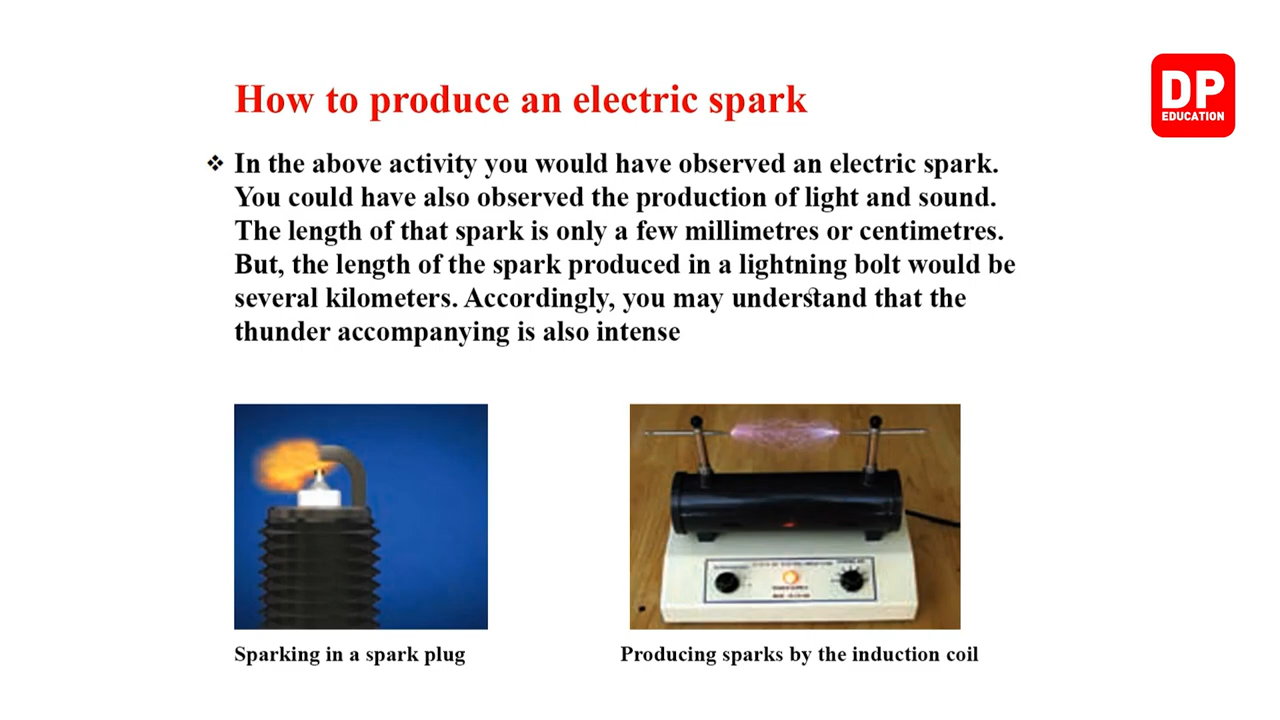 DP
EDUCATION
How to produce an electric spark
❖ In the above activity you would have observed an electric spark.
You could have also observed the production of light and sound.
The length of that spark is only a few millimetres or centimetres.
But, the length of the spark produced in a lightning bolt would be
several kilometers. Accordingly, you may understand that the
thunder accompanying is also intense
Sparking in a spark plug
Producing sparks by the induction coil